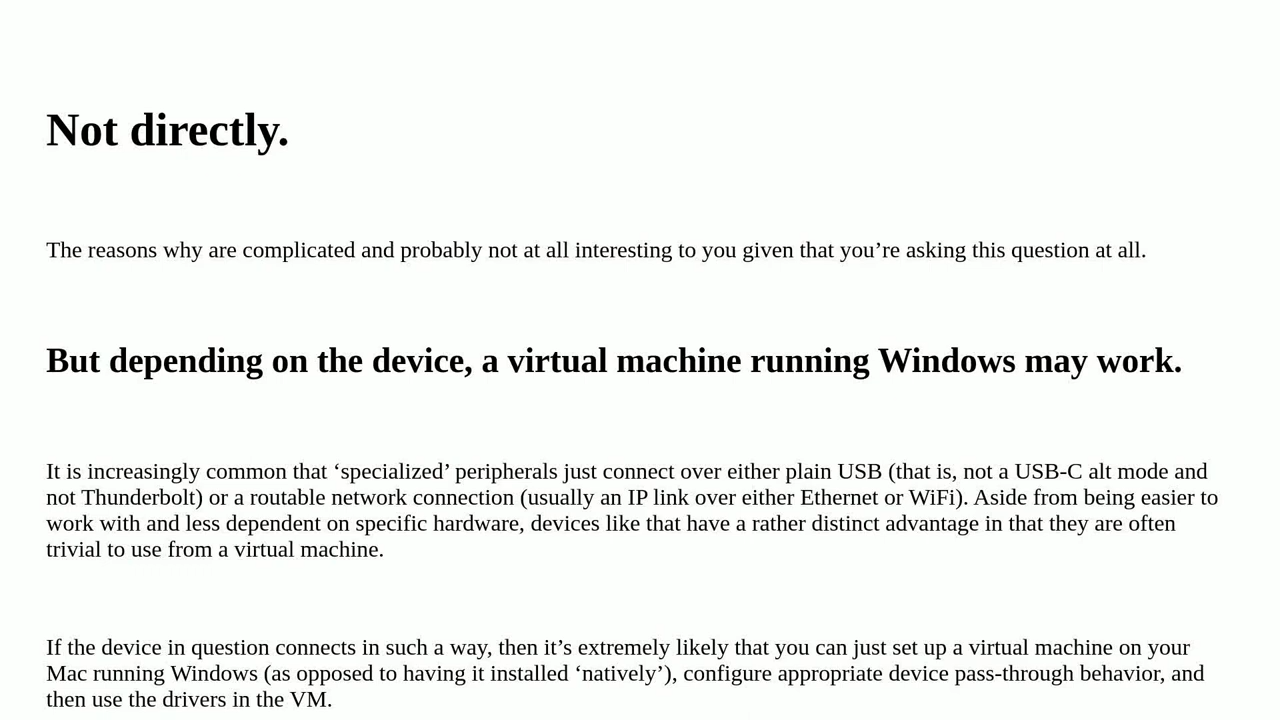 Not directly.
The reasons why are complicated and probably not at all interesting to you given that you’re asking this question at all.
But depending on the device, a virtual machine running Windows may work.
It is increasingly common that ‘specialized’ peripherals just connect over either plain USB (that is, not a USB-C alt mode and
not Thunderbolt) or a routable network connection (usually an IP link over either Ethernet or WiFi). Aside from being easier to
work with and less dependent on specific hardware, devices like that have a rather distinct advantage in that they are often
trivial to use from a virtual machine.
If the device in question connects in such a way, then it’s extremely likely that you can just set up a virtual machine on your
Mac running Windows (as opposed to having it installed ‘natively’), configure appropriate device pass-through behavior, and
then use the drivers in the VM.